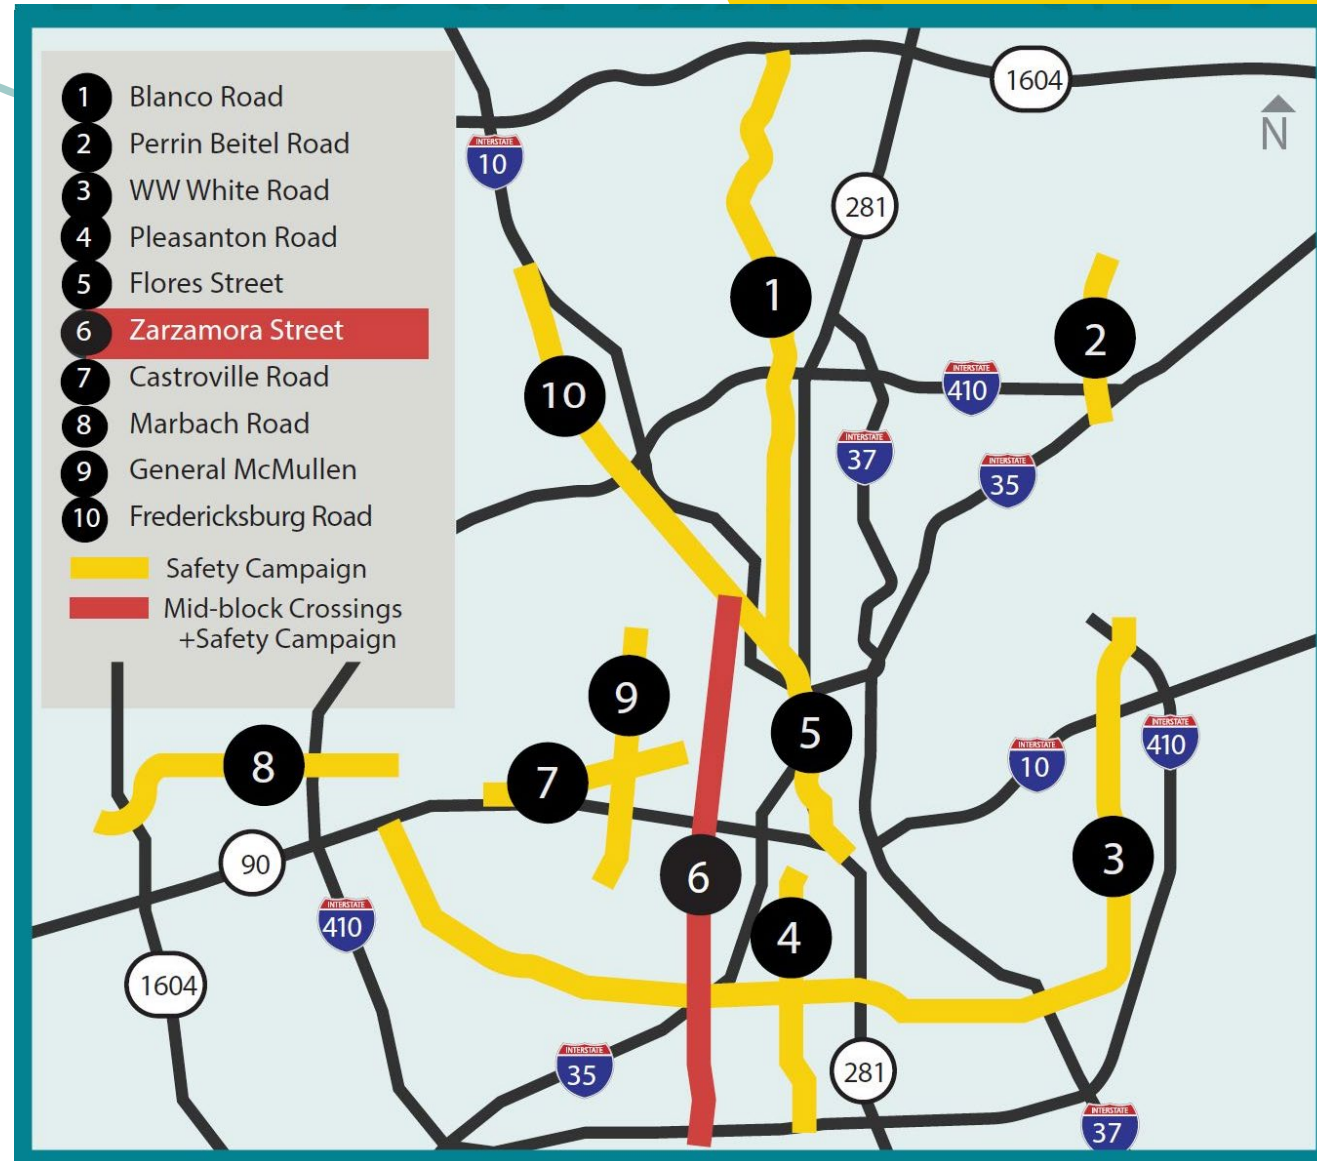 1 Blanco Road
2 Perrin Beitel Road
3 WW White Road
4 Pleasanton Road
5 Flores Street
6 Zarzamora Street
7 Castroville Road
8 Marbach Road
9 General McMullen
10 Fredericksburg Road
Safety Campaign
Mid-block Crossings
+Safety Campaign
1604
N
INTERSTATE
10
281
1
2
10
INTERSTATE
410
INTERSTATE
37
INTERSTATE
35
9
5
INTERSTATE
410
INTERSTATE
10
8
7
3
90
6
INTERSTATE
410
4
1604
INTERSTATE
35
281
INTERSTATE
37